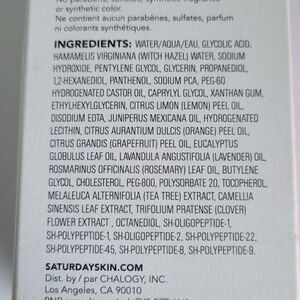 No parabens, sulfates, synthetic fragrance
or synthetic color.
Ne contient aucun parabènes, sulfates, parfum
ni colorants synthétiques.
INGREDIENTS: WATER/AQUA/EAU, GLYCOLIC ACID,
HAMAMELIS VIRGINIANA (WITCH HAZEL) WATER, SODIUM
HYDROXIDE, PENTYLENE GLYCOL, GLYCERIN, PROPANEDIOL,
1,2-HEXANEDIOL, PANTHENOL, SODIUM PCA, PEG-60
HYDROGENATED CASTOR OIL, CAPRYLYL GLYCOL, XANTHAN GUM,
ETHYLHEXYLGLYCERIN, CITRUS LIMON (LEMON) PEEL OIL,
DISODIUM EDTA, JUNIPERUS MEXICANA OIL, HYDROGENATED
LECITHIN, CITRUS AURANTIUM DULCIS (ORANGE) PEEL OIL,
CITRUS GRANDIS (GRAPEFRUIT) PEEL OIL, EUCALYPTUS
GLOBULUS LEAF OIL, LAVANDULA ANGUSTIFOLIA (LAVENDER) OIL,
ROSMARINUS OFFICINALIS (ROSEMARY) LEAF OIL, BUTYLENE
GLYCOL, CHOLESTEROL, PEG-800, POLYSORBATE 20, TOCOPHEROL,
MELALEUCA ALTERNIFOLIA (TEA TREE) EXTRACT, CAMELLIA
SINENSIS LEAF EXTRACT, TRIFOLIUM PRATENSE (CLOVER)
FLOWER EXTRACT , OCTANEDIOL, SH-OLIGOPEPTIDE-1,
SH-POLYPEPTIDE-1, SH-OLIGOPEPTIDE-2, SH-POLYPEPTIDE-22,
SH-POLYPEPTIDE-45, SH-POLYPEPTIDE-8, SH-POLYPEPTIDE-9.
SATURDAYSKIN.COM
Dist. by / par CHALOGY, INC.
Los Angeles, CA 90010